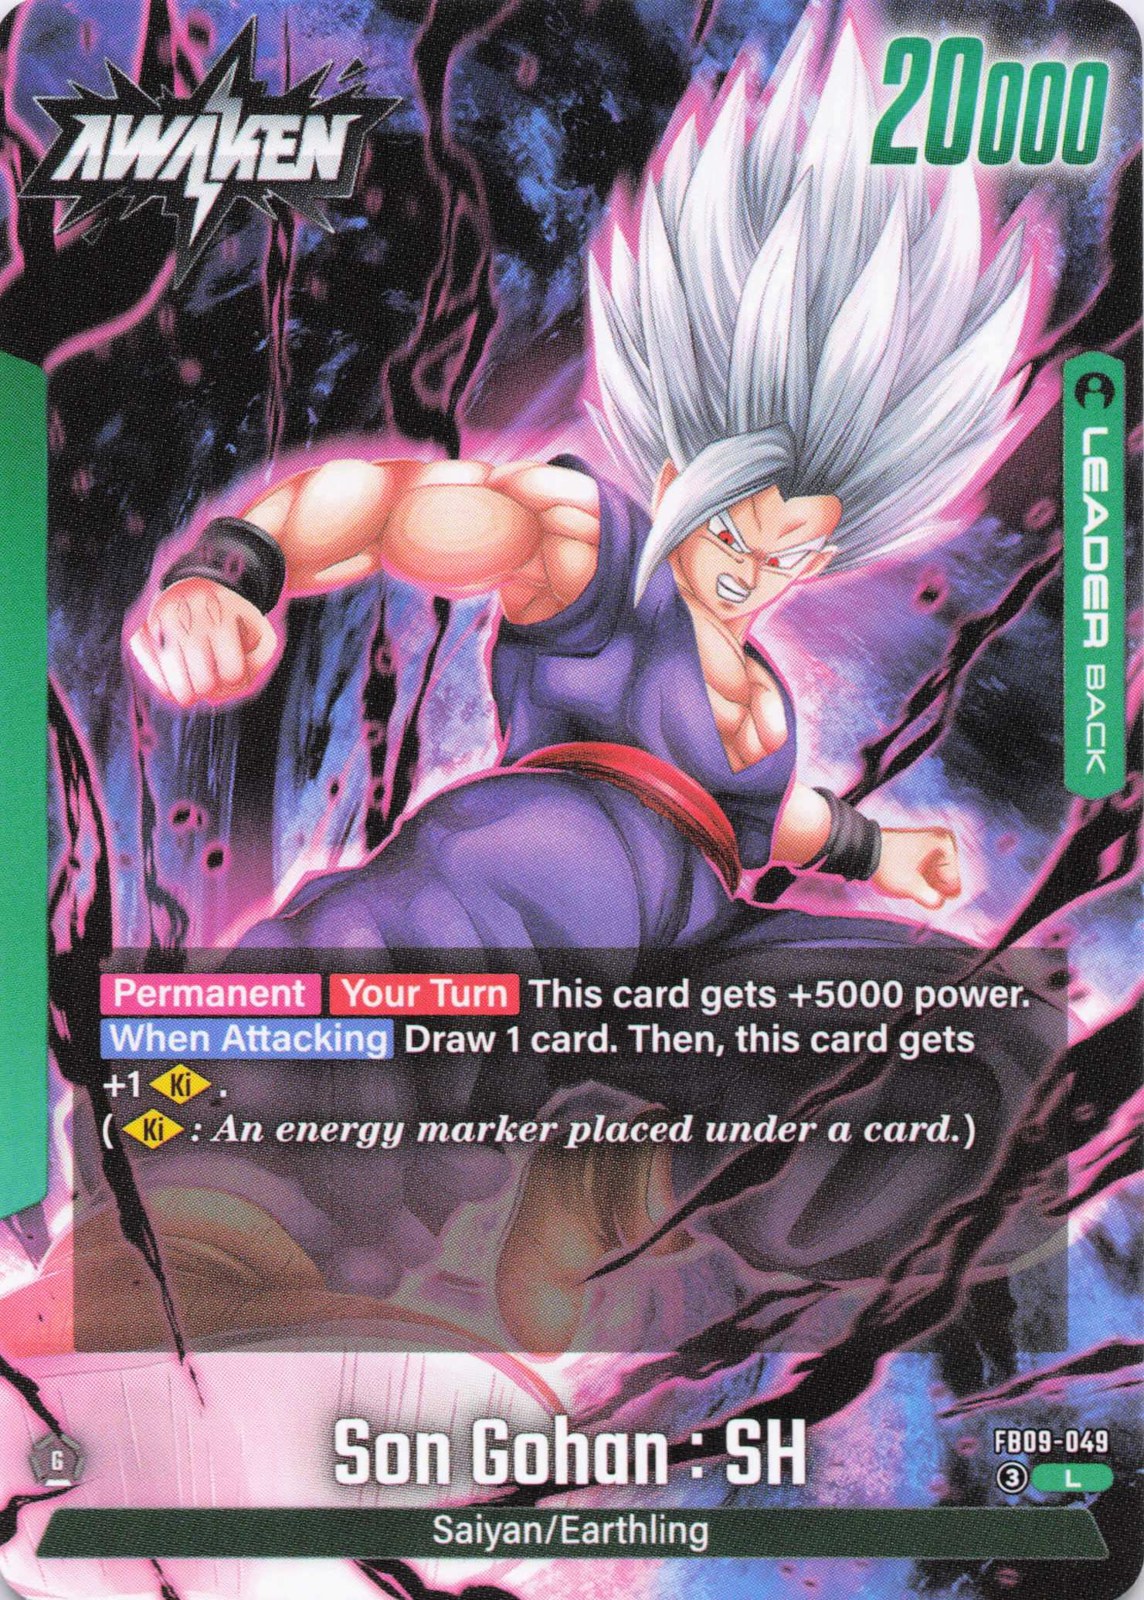 AWAKEN
20000
LEADER BACK
Permanent Your Turn This card gets +5000 power.
When Attacking Draw 1 card. Then, this card gets
+1 Ki .
( Ki : An energy marker placed under a card.)
Son Gohan : SH
FB09-049
G
3 L
Saiyan/Earthling